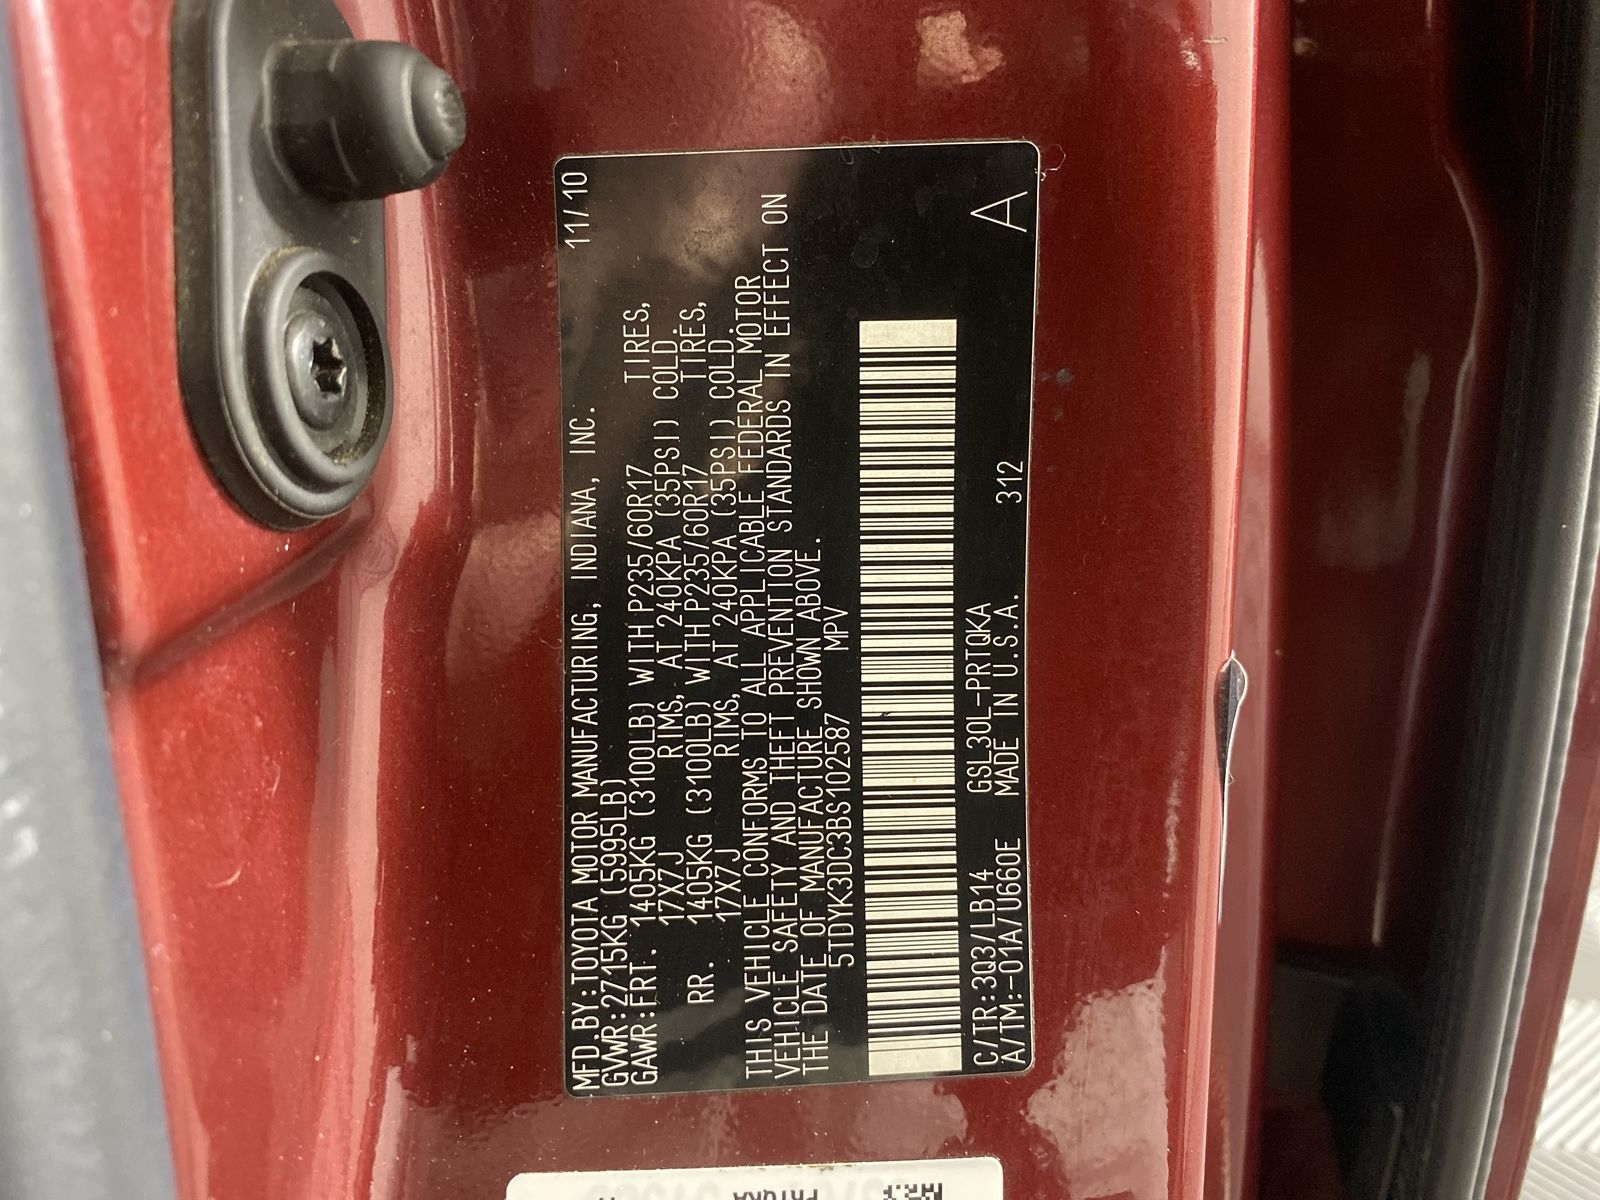 MFD.BY:TOYOTA MOTOR MANUFACTURING, INDIANA, INC. 11/10
GVWR:2715KG (5995LB)
GAWR:FRT. 1405KG (3100LB) WITH P235/60R17 TIRES,
17X7J RIMS, AT 240KPA (35PSI) COLD.
RR. 1405KG (3100LB) WITH P235/60R17 TIRES,
17X7J RIMS, AT 240KPA (35PSI) COLD.
THIS VEHICLE CONFORMS TO ALL APPLICABLE FEDERAL MOTOR
VEHICLE SAFETY AND THEFT PREVENTION STANDARDS IN EFFECT ON
THE DATE OF MANUFACTURE SHOWN ABOVE.
5TDYK3DC3BS102587 MPV
C/TR:3Q3/LB14 GSL30L-PRTQKA
A/TM:-01A/U660E MADE IN U.S.A. 312 A